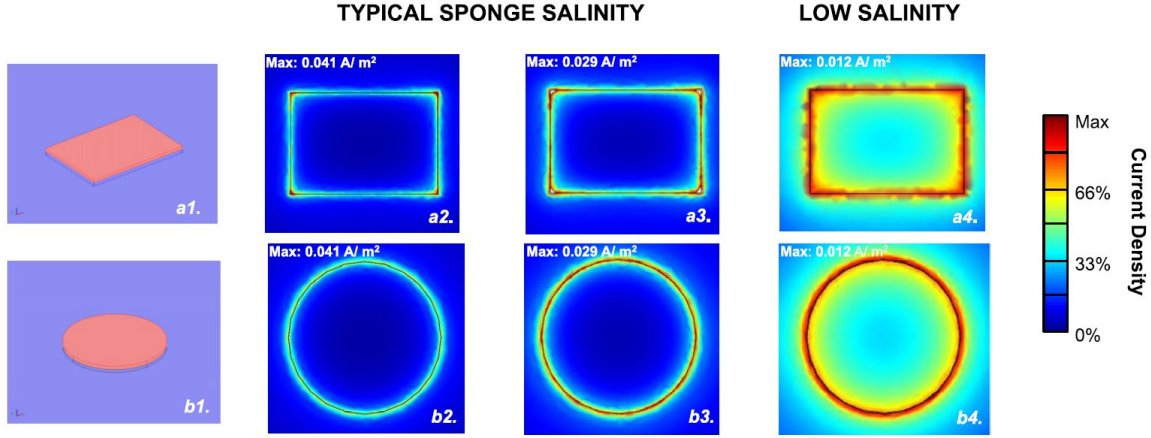 TYPICAL SPONGE SALINITY
LOW SALINITY
a1.
Max: 0.041 A/ m²
a2.
Max: 0.029 A/ m²
a3.
Max: 0.012 A/ m²
a4.
b1.
Max: 0.041 A/ m²
b2.
Max: 0.029 A/ m²
b3.
Max: 0.012 A/ m²
b4.
Max
66%
33%
0%
Current Density